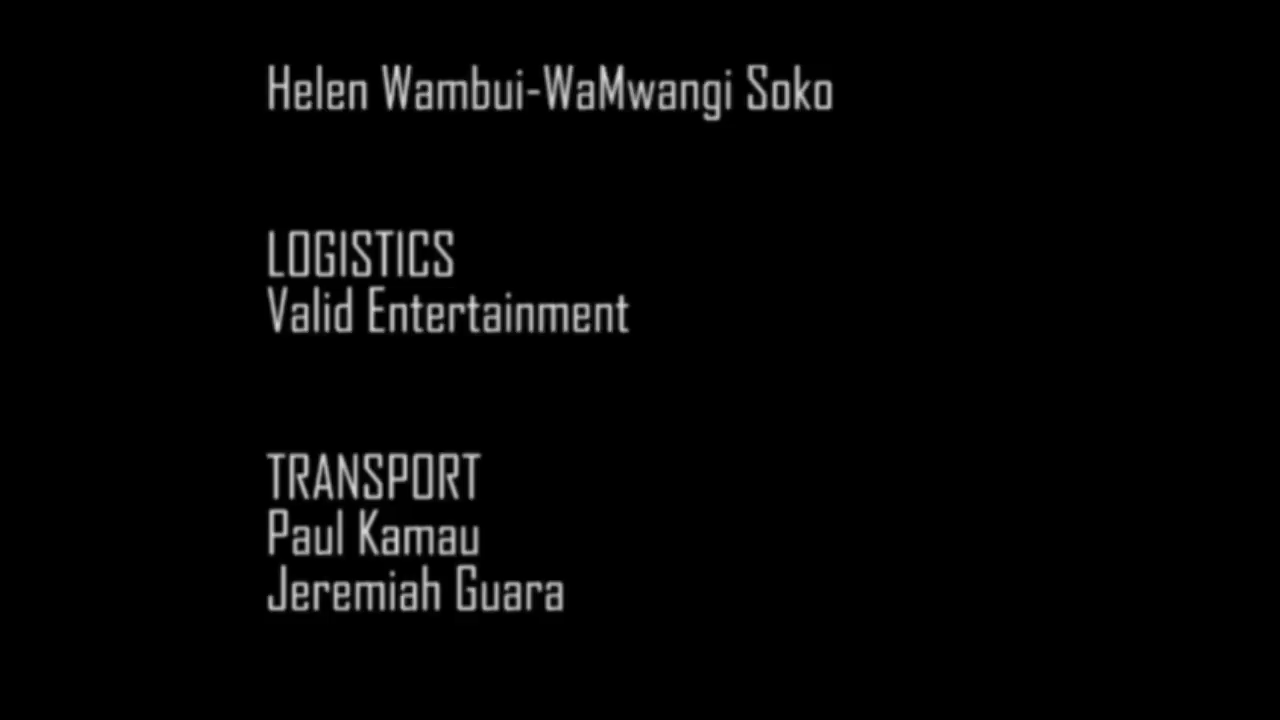 Helen Wambui-WaMwangi Soko
LOGISTICS
Valid Entertainment
TRANSPORT
Paul Kamau
Jeremiah Guara